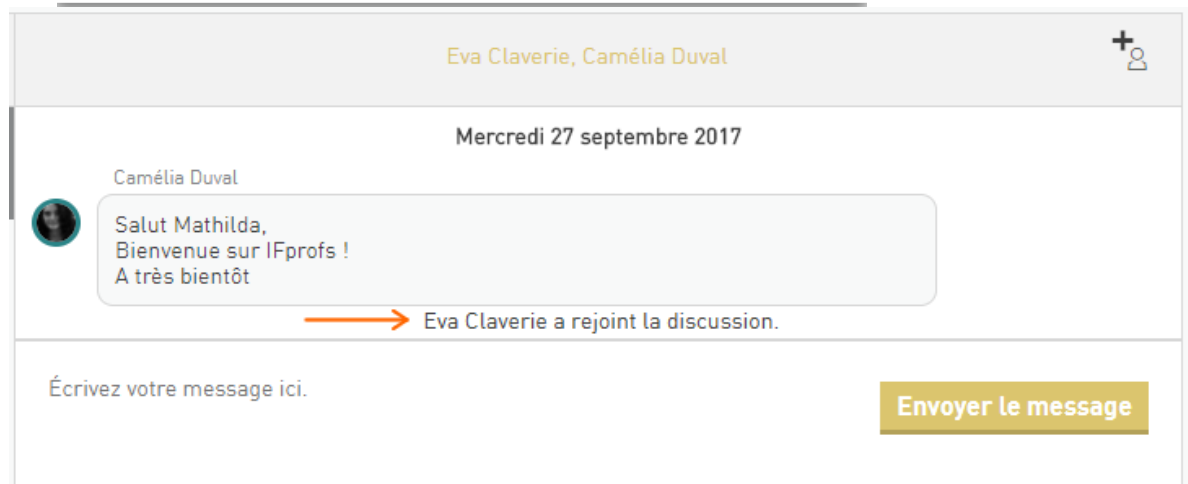 Eva Claverie, Camélia Duval
Mercredi 27 septembre 2017
Camélia Duval
Salut Mathilda,
Bienvenue sur IFprofs !
A très bientôt
Eva Claverie a rejoint la discussion.
Écrivez votre message ici.
Envoyer le message